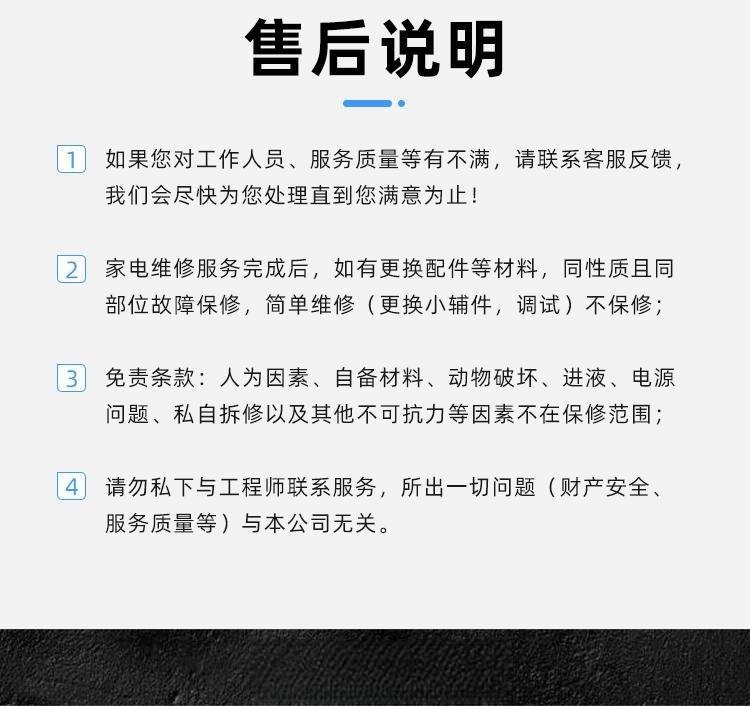 售后说明
1 如果您对工作人员、服务质量等有不满，请联系客服反馈，
我们会尽快为您处理直到您满意为止！
2 家电维修服务完成后，如有更换配件等材料，同性质且同
部位故障保修，简单维修（更换小辅件，调试）不保修；
3 免责条款：人为因素、自备材料、动物破坏、进液、电源
问题、私自拆修以及其他不可抗力等因素不在保修范围；
4 请勿私下与工程师联系服务，所出一切问题（财产安全、
服务质量等）与本公司无关。